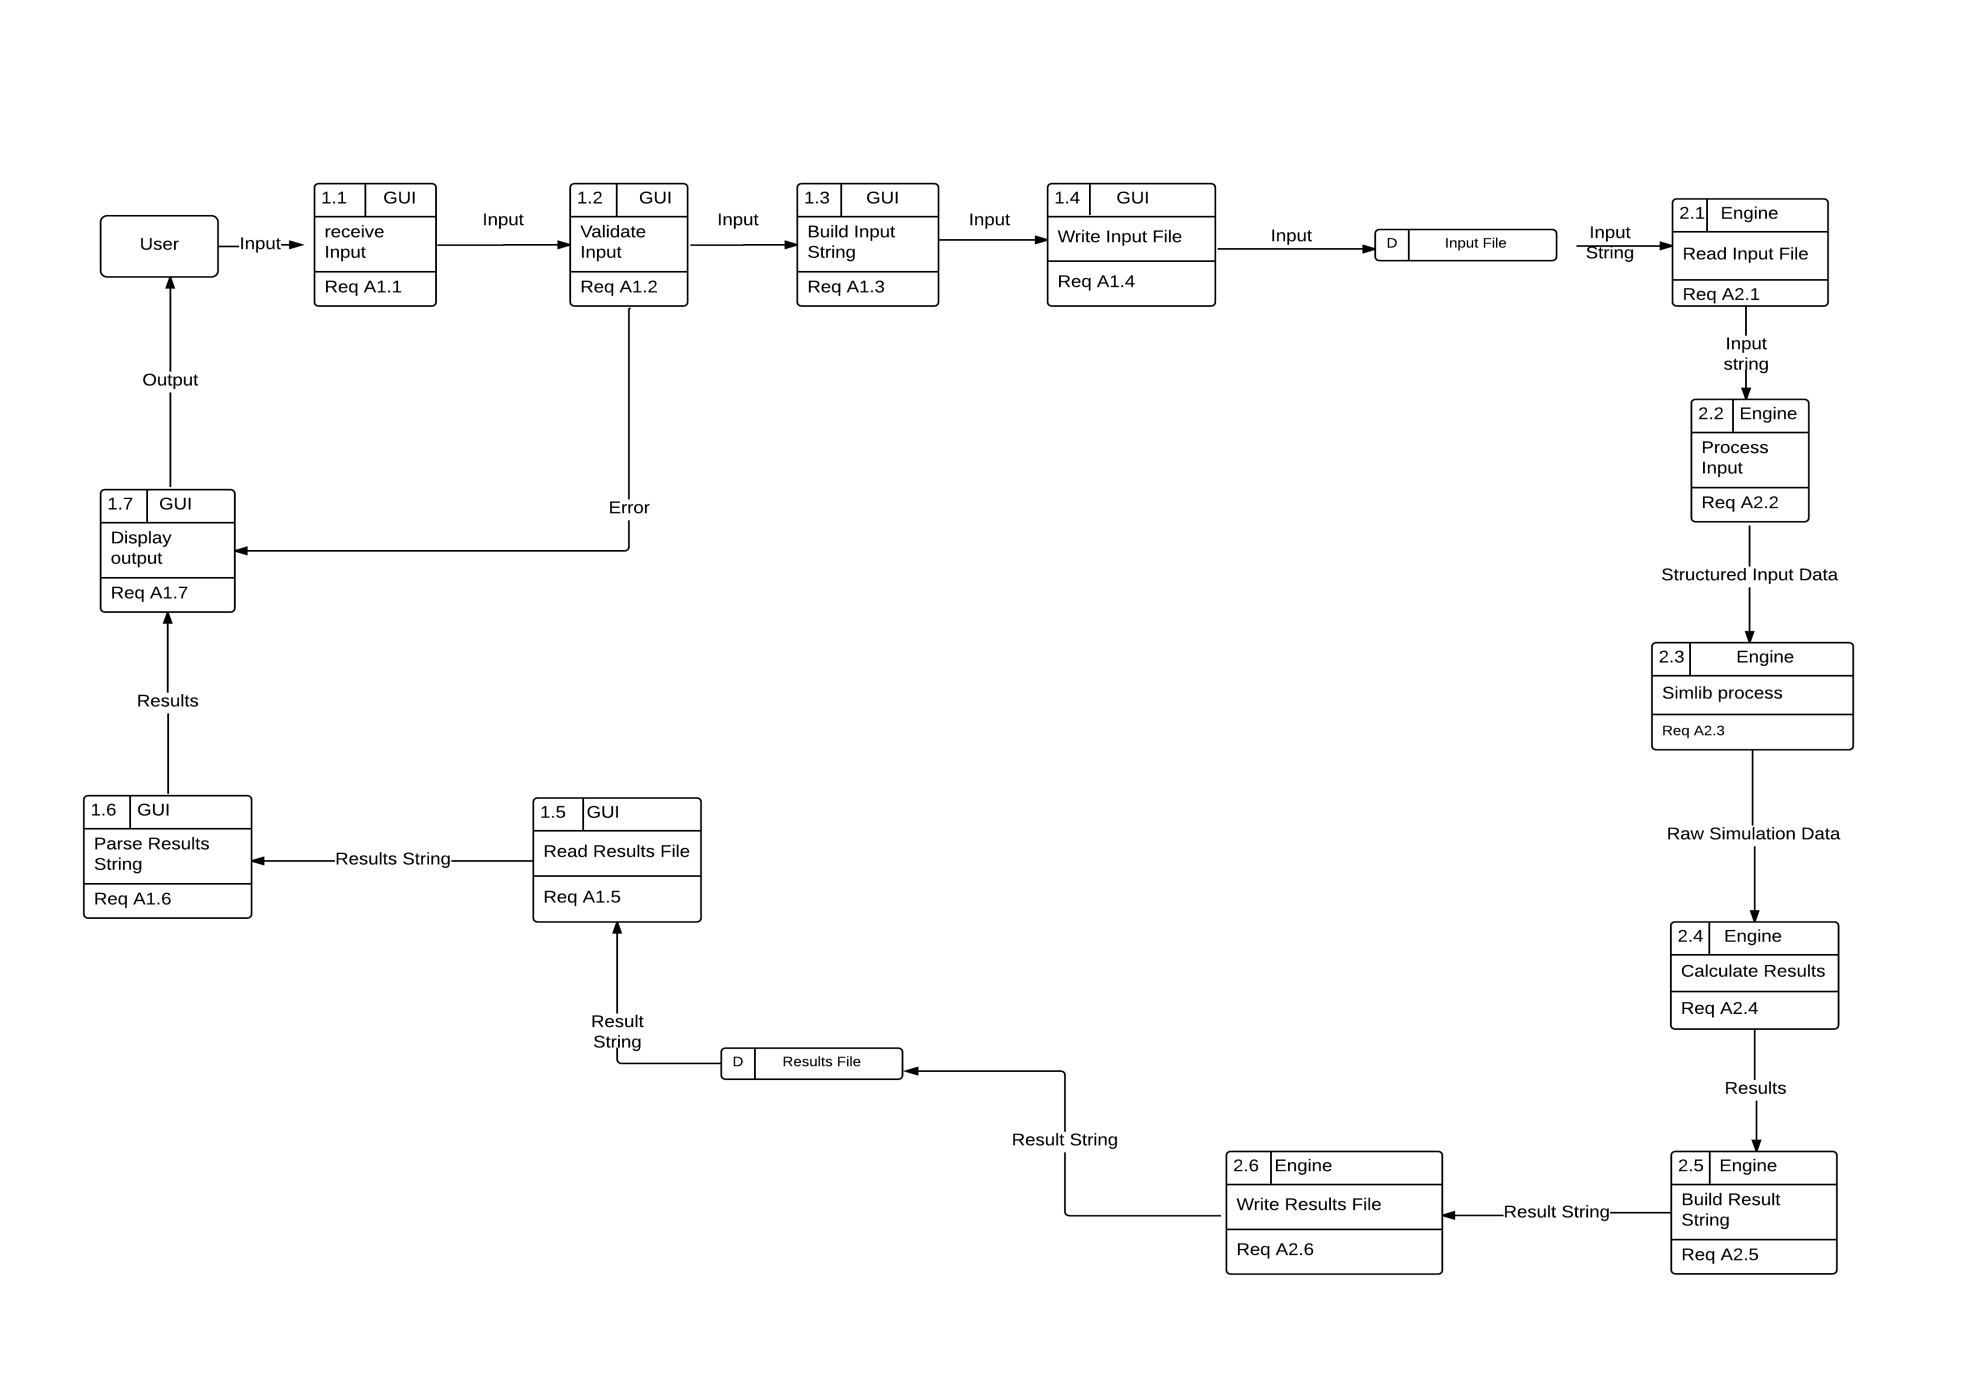 User
Input
1.1 GUI
receive
Input
Req A1.1
Input
1.2 GUI
Validate
Input
Req A1.2
Input
1.3 GUI
Build Input
String
Req A1.3
Input
1.4 GUI
Write Input File
Req A1.4
Input
D Input File
Input
String
2.1 Engine
Read Input File
Req A2.1
Input
string
2.2 Engine
Process
Input
Req A2.2
Structured Input Data
2.3 Engine
Simlib process
Req A2.3
Raw Simulation Data
2.4 Engine
Calculate Results
Req A2.4
Results
2.5 Engine
Build Result
String
Req A2.5
Result String
2.6 Engine
Write Results File
Req A2.6
Result String
D Results File
Result
String
1.5 GUI
Read Results File
Req A1.5
Results String
1.6 GUI
Parse Results
String
Req A1.6
Results
1.7 GUI
Display
output
Req A1.7
Error
Output